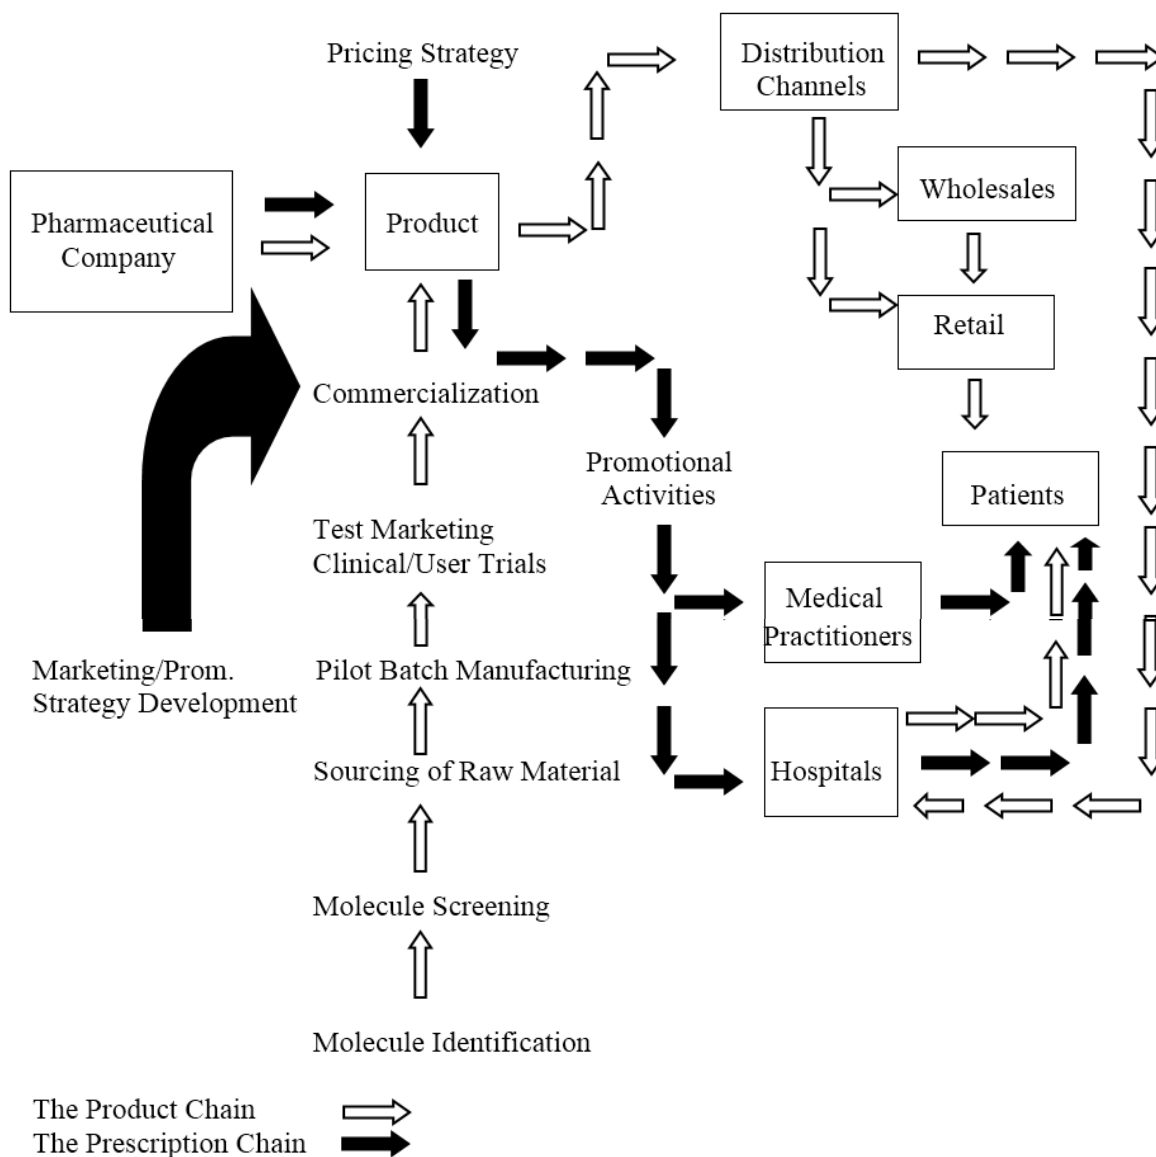 Pricing Strategy
Distribution
Channels
Wholesales
Pharmaceutical
Company
Product
Retail
Commercialization
Promotional
Activities
Patients
Test Marketing
Clinical/User Trials
Medical
Practitioners
Marketing/Prom.
Strategy Development
Pilot Batch Manufacturing
Sourcing of Raw Material
Hospitals
Molecule Screening
Molecule Identification
The Product Chain
The Prescription Chain